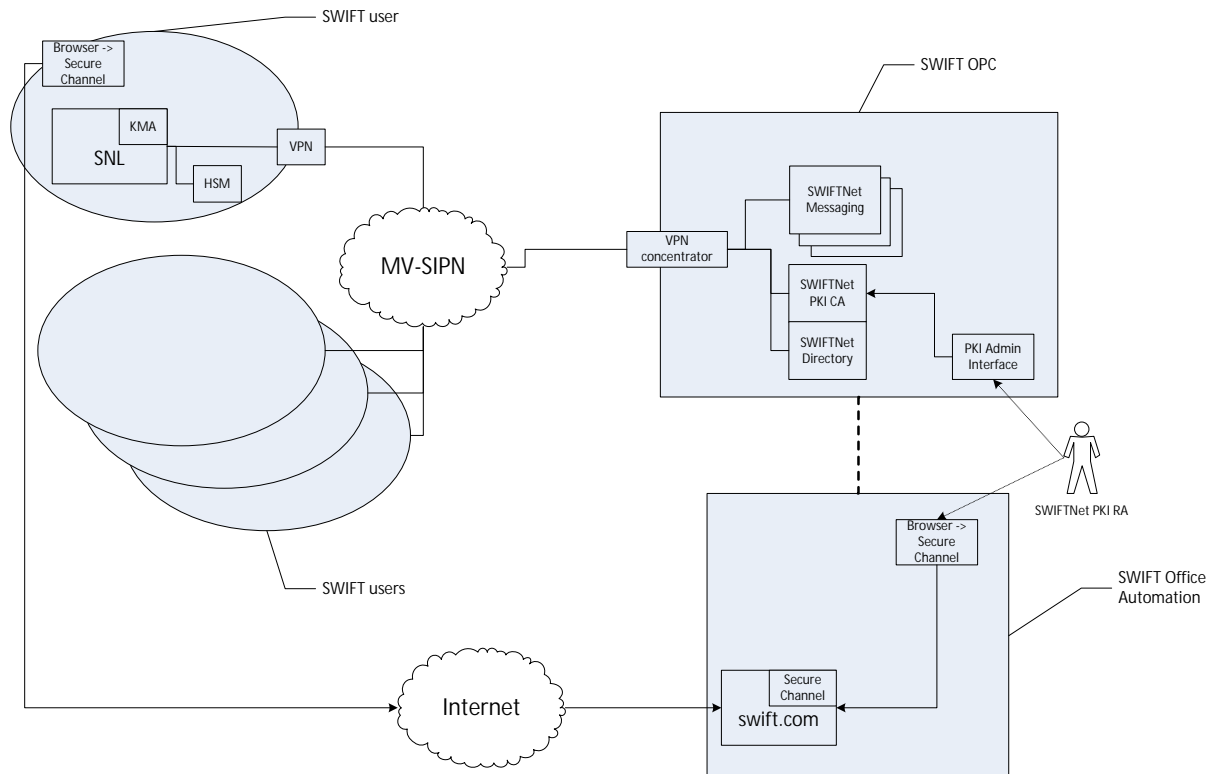 SWIFT user
Browser ->
Secure
Channel
KMA
SNL
HSM
VPN
MV-SIPN
SWIFT users
SWIFT OPC
SWIFTNet
Messaging
VPN
concentrator
SWIFTNet
PKI CA
SWIFTNet
Directory
PKI Admin
Interface
SWIFTNet PKI RA
Browser ->
Secure
Channel
SWIFT Office
Automation
Internet
Secure
Channel
swift.com